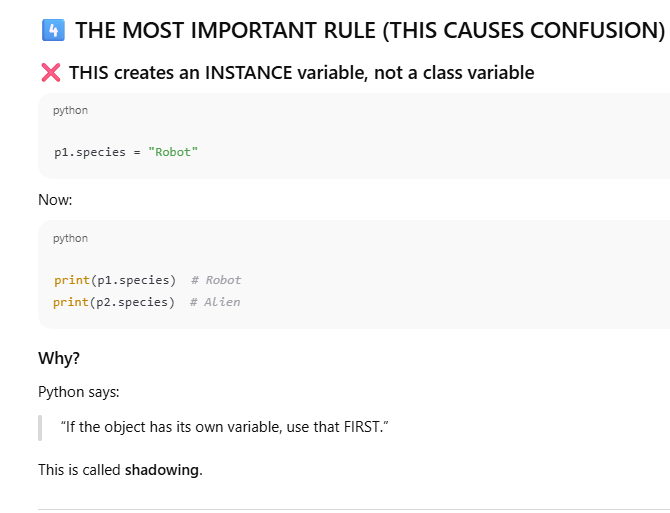 4 THE MOST IMPORTANT RULE (THIS CAUSES CONFUSION)
❌ THIS creates an INSTANCE variable, not a class variable
python
p1.species = "Robot"
Now:
python
print(p1.species)  # Robot
print(p2.species)  # Alien
Why?
Python says:
“If the object has its own variable, use that FIRST.”
This is called shadowing.